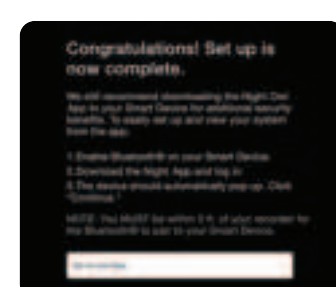 Congratulations! Set up is
now complete.
We still recommend downloading the Night Owl
App to your Smart Device for additional security
benefits. To easily set up and view your system
from the app:
1.Enable Bluetooth® on your Smart Device
2.Download the Night App and log in
3.The device should automatically pop up. Click
"Continue."
NOTE: You MUST be within 5 ft. of your recorder for
the Bluetooth® to pair to your Smart Device.